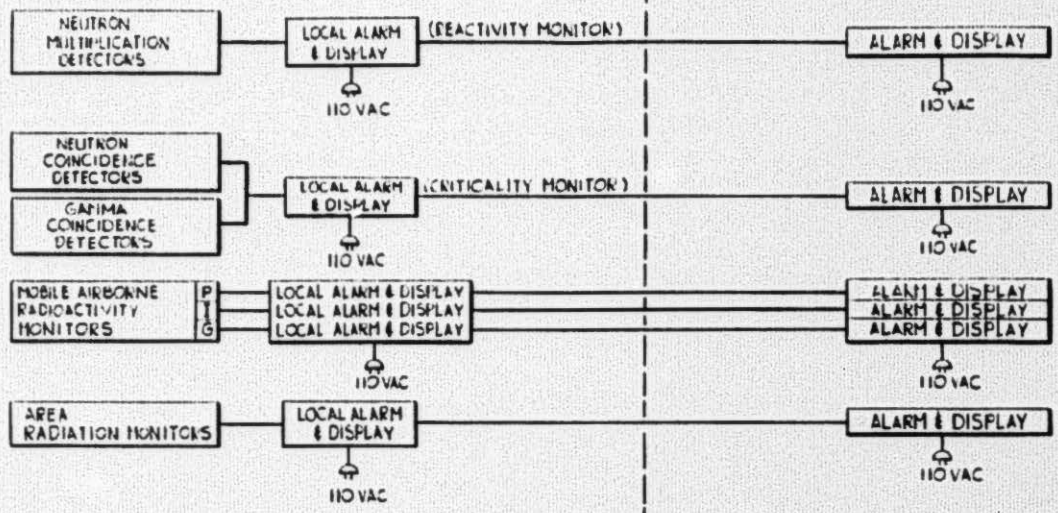 NEUTRON
MULTIPLICATION
DETECTORS
LOCAL ALARM
& DISPLAY
110 VAC
(REACTIVITY MONITOR)
ALARM & DISPLAY
110 VAC
NEUTRON
COINCIDENCE
DETECTORS
GAMMA
COINCIDENCE
DETECTORS
LOCAL ALARM
& DISPLAY
110 VAC
(CRITICALITY MONITOR)
ALARM & DISPLAY
110 VAC
MOBILE AIRBORNE
RADIOACTIVITY
MONITORS
P
I
G
LOCAL ALARM & DISPLAY
LOCAL ALARM & DISPLAY
LOCAL ALARM & DISPLAY
110 VAC
ALARM & DISPLAY
ALARM & DISPLAY
ALARM & DISPLAY
110 VAC
AREA
RADIATION MONITORS
LOCAL ALARM
& DISPLAY
110 VAC
ALARM & DISPLAY
110 VAC